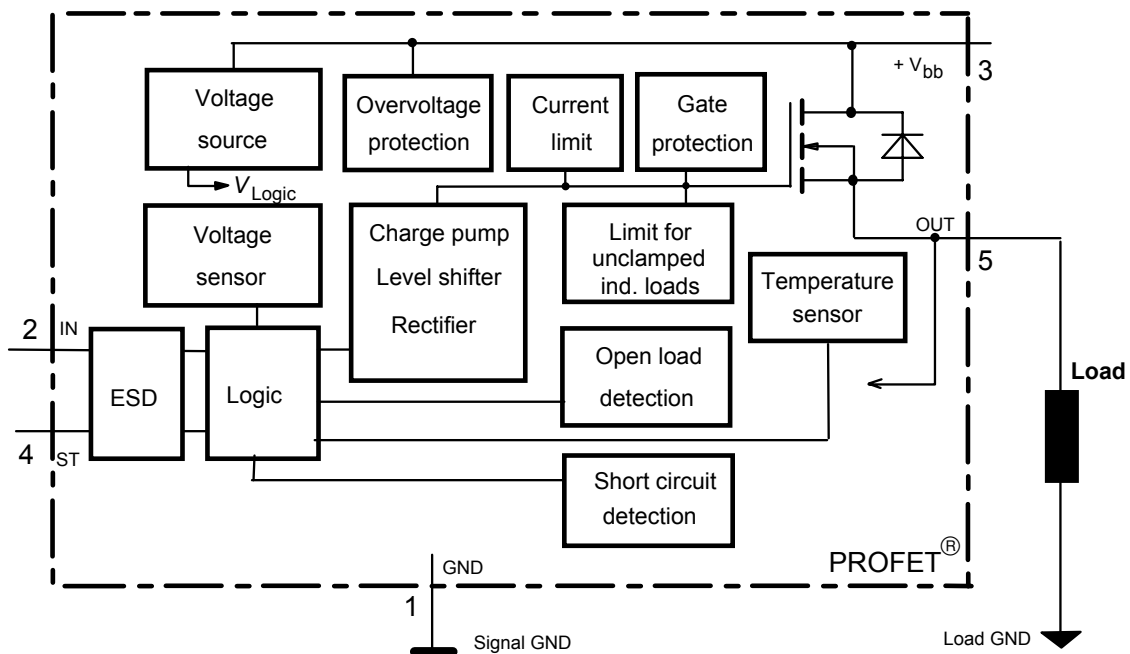 + Vbb
3
Voltage
source
Overvoltage
protection
Current
limit
Gate
protection
VLogic
Voltage
sensor
Charge pump
Level shifter
Rectifier
Limit for
unclamped
ind. loads
OUT
5
Temperature
sensor
2
IN
ESD
Logic
Open load
detection
Load
4
ST
Short circuit
detection
PROFET®
GND
1
Signal GND
Load GND